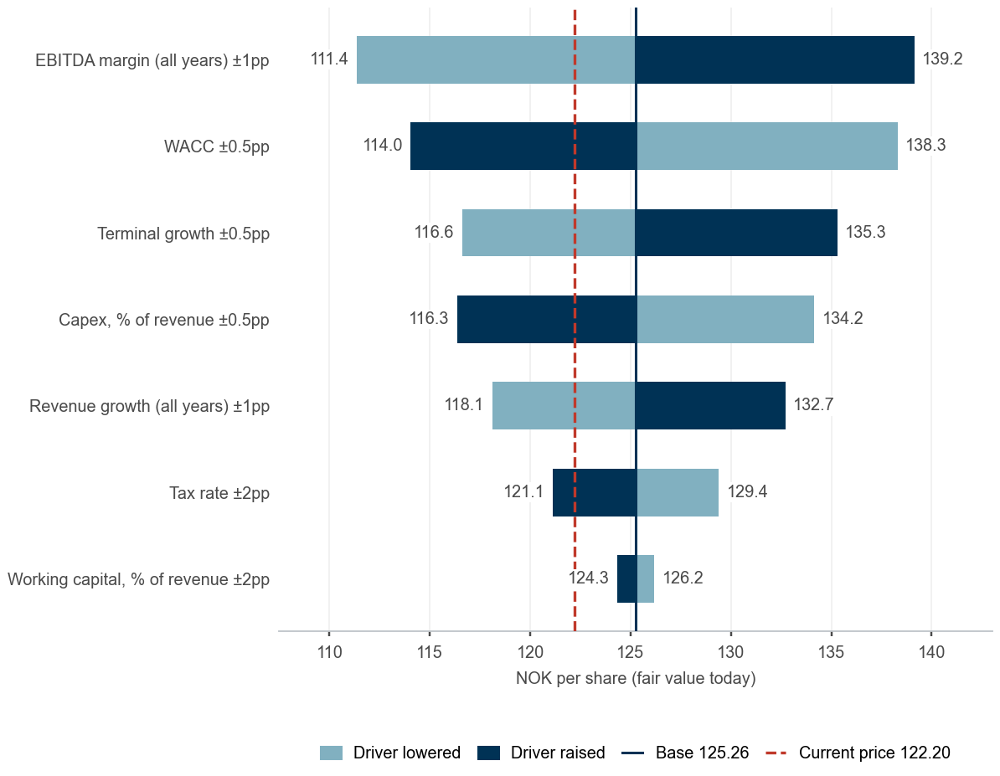 EBITDA margin (all years) ±1pp 111.4 139.2
WACC ±0.5pp 114.0 138.3
Terminal growth ±0.5pp 116.6 135.3
Capex, % of revenue ±0.5pp 116.3 134.2
Revenue growth (all years) ±1pp 118.1 132.7
Tax rate ±2pp 121.1 129.4
Working capital, % of revenue ±2pp 124.3 126.2
110 115 120 125 130 135 140
NOK per share (fair value today)
Driver lowered Driver raised Base 125.26 Current price 122.20